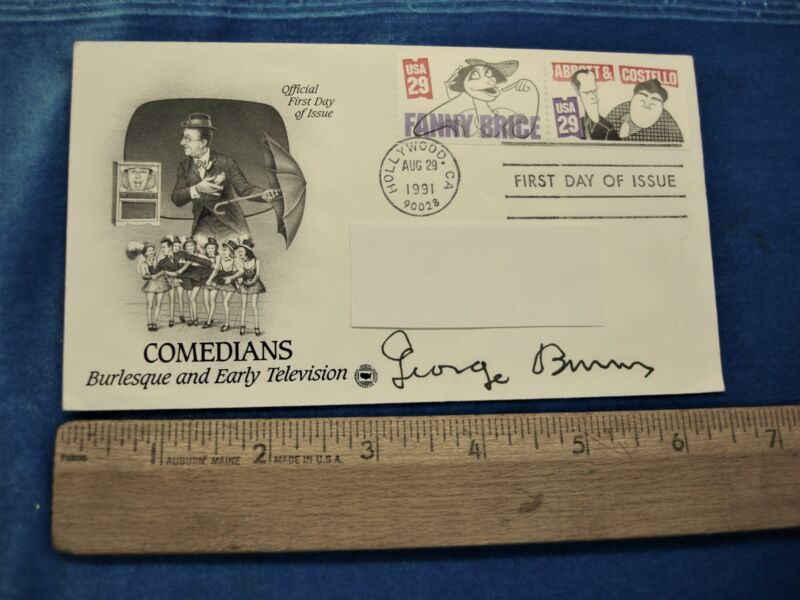 Official
First Day
of Issue
USA
29
FANNY BRICE
ABBOTT & COSTELLO
USA
29
HOLLYWOOD, CA
AUG 29
1991
90028
FIRST DAY OF ISSUE
COMEDIANS
Burlesque and Early Television
George Burns
1 2 3 4 5 6 7
AUBURN, MAINE MADE IN U.S.A.